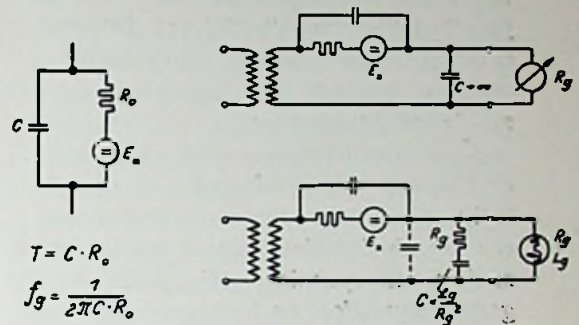 C
R₀
E₀
T = C · R₀
f_g = 1 / 2πC · R₀
E₀
C=∞
R_g
E₀
R_g
C = L_g / R_g²
R_g
L_g